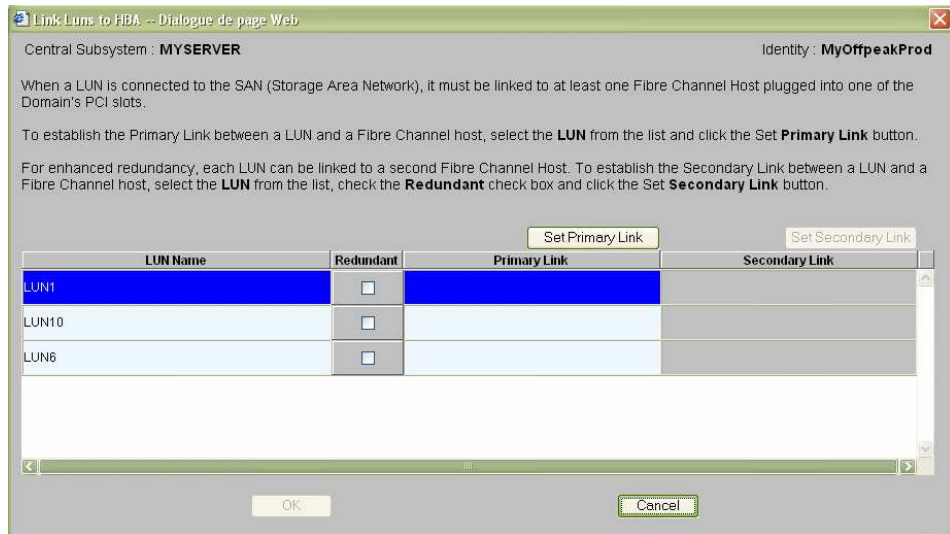 Link Luns to HBA -- Dialogue de page Web
Central Subsystem : MYSERVER Identity : MyOffpeakProd
When a LUN is connected to the SAN (Storage Area Network), it must be linked to at least one Fibre Channel Host plugged into one of the
Domain's PCI slots.
To establish the Primary Link between a LUN and a Fibre Channel host, select the LUN from the list and click the Set Primary Link button.
For enhanced redundancy, each LUN can be linked to a second Fibre Channel Host. To establish the Secondary Link between a LUN and a
Fibre Channel host, select the LUN from the list, check the Redundant check box and click the Set Secondary Link button.
Set Primary Link Set Secondary Link
LUN Name Redundant Primary Link Secondary Link
LUN1
LUN10
LUN6
OK Cancel